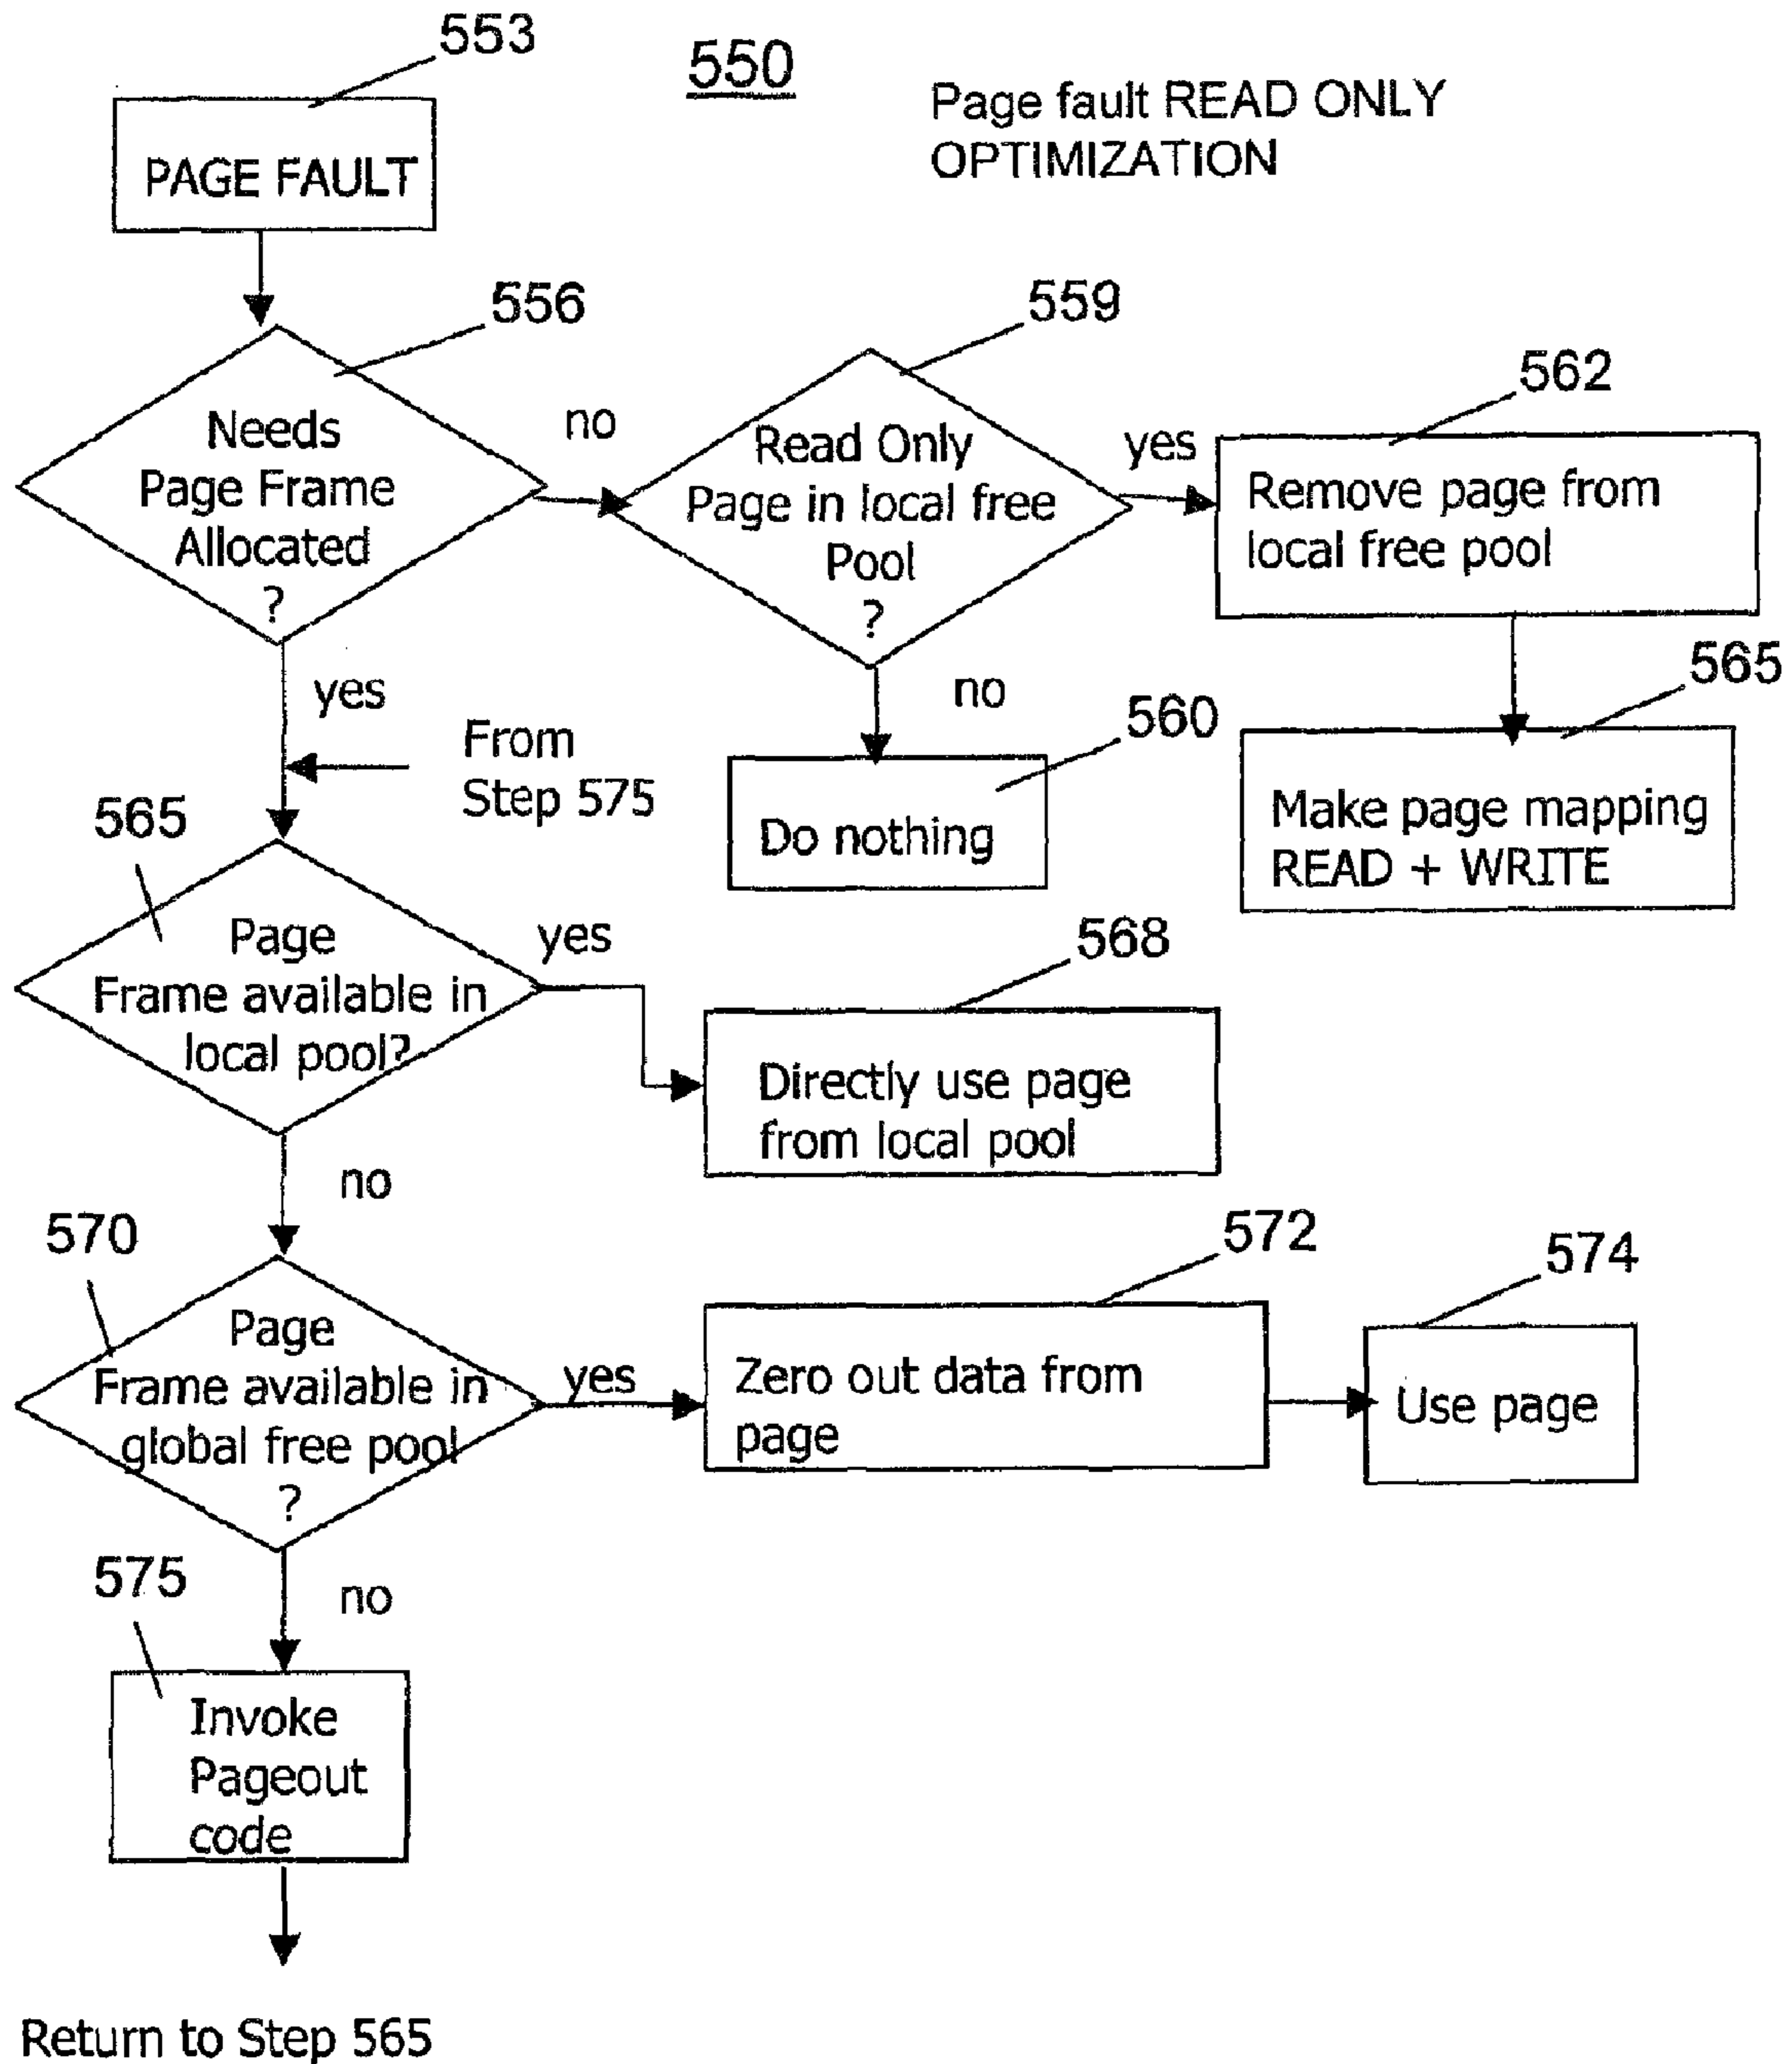 553
550
Page fault READ ONLY
OPTIMIZATION
PAGE FAULT
556
Needs
Page Frame
Allocated
?
no
559
Read Only
Page in local free
Pool
?
yes
562
Remove page from
local free pool
565
Make page mapping
READ + WRITE
no
560
Do nothing
yes
From
Step 575
565
Page
Frame available in
local pool?
yes
568
Directly use page
from local pool
no
570
Page
Frame available in
global free pool
?
yes
572
Zero out data from
page
574
Use page
no
575
Invoke
Pageout
code
Return to Step 565